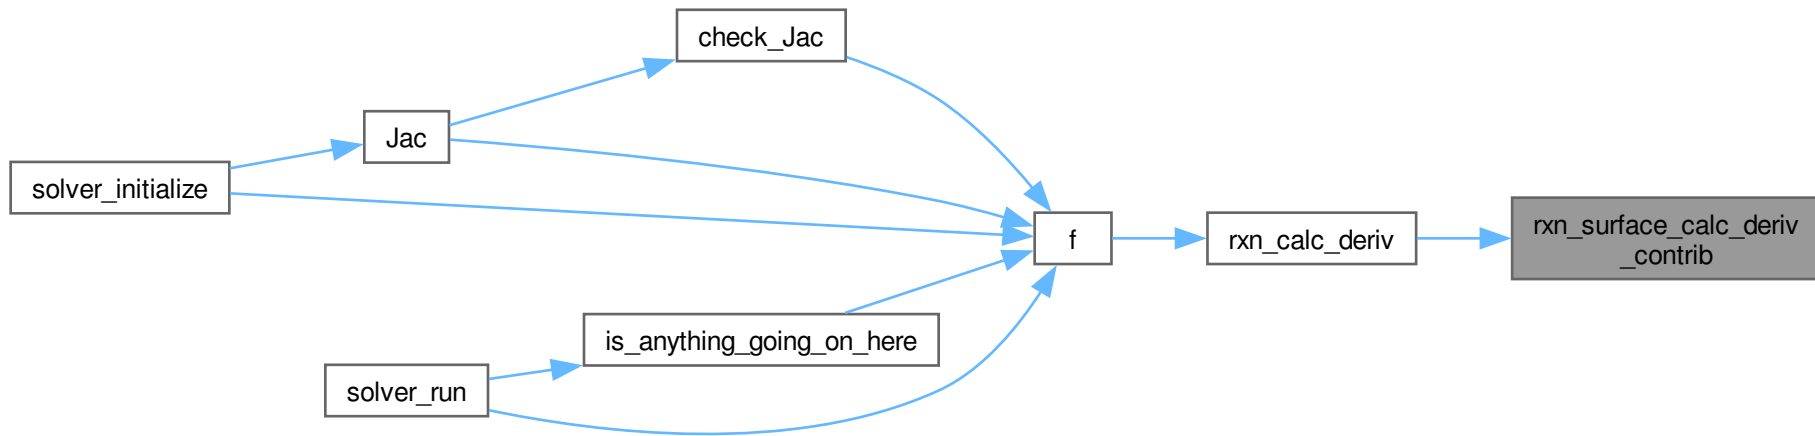 check_Jac
Jac
solver_initialize
f
rxn_calc_deriv
rxn_surface_calc_deriv
_contrib
is_anything_going_on_here
solver_run